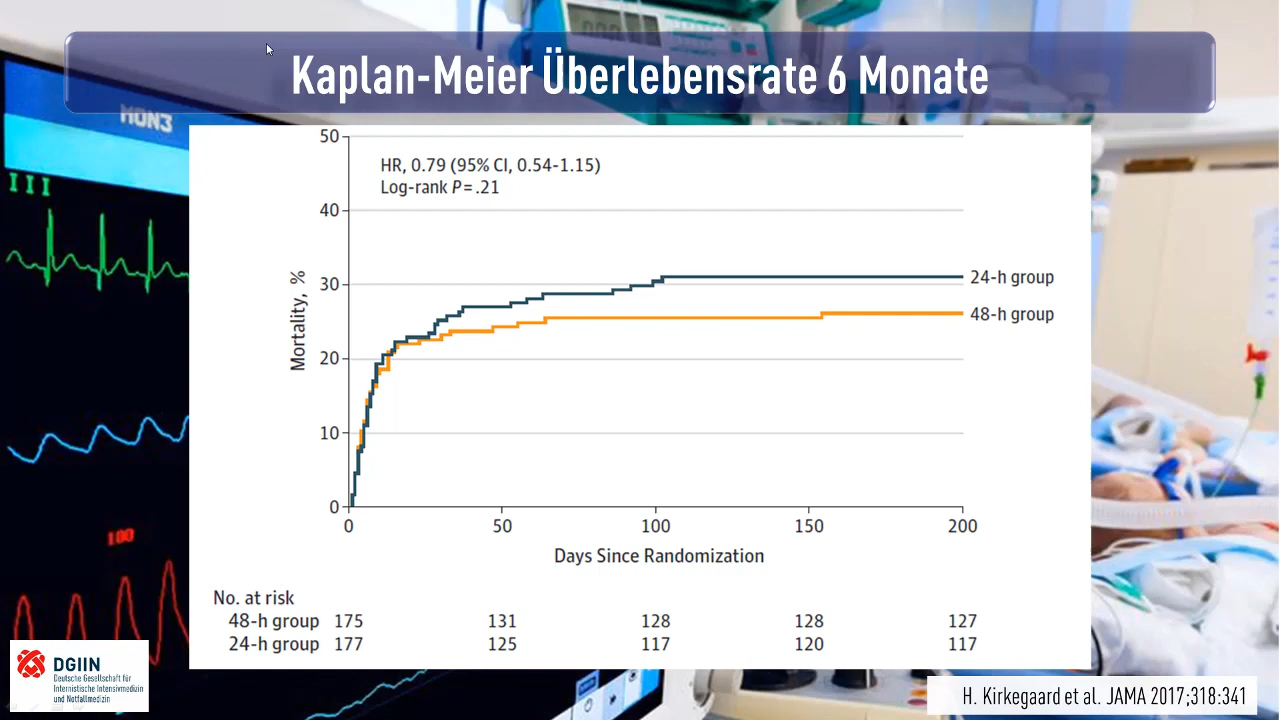 Kaplan-Meier Überlebensrate 6 Monate
MON3
III
50
HR, 0.79 (95% CI, 0.54-1.15)
Log-rank P = .21
40
30
20
10
0
Mortality, %
24-h group
48-h group
0 50 100 150 200
Days Since Randomization
No. at risk
48-h group 175 131 128 128 127
24-h group 177 125 117 120 117
100
DGIIN
Deutsche Gesellschaft für
Internistische Intensivmedizin
und Notfallmedizin
H. Kirkegaard et al. JAMA 2017;318:341